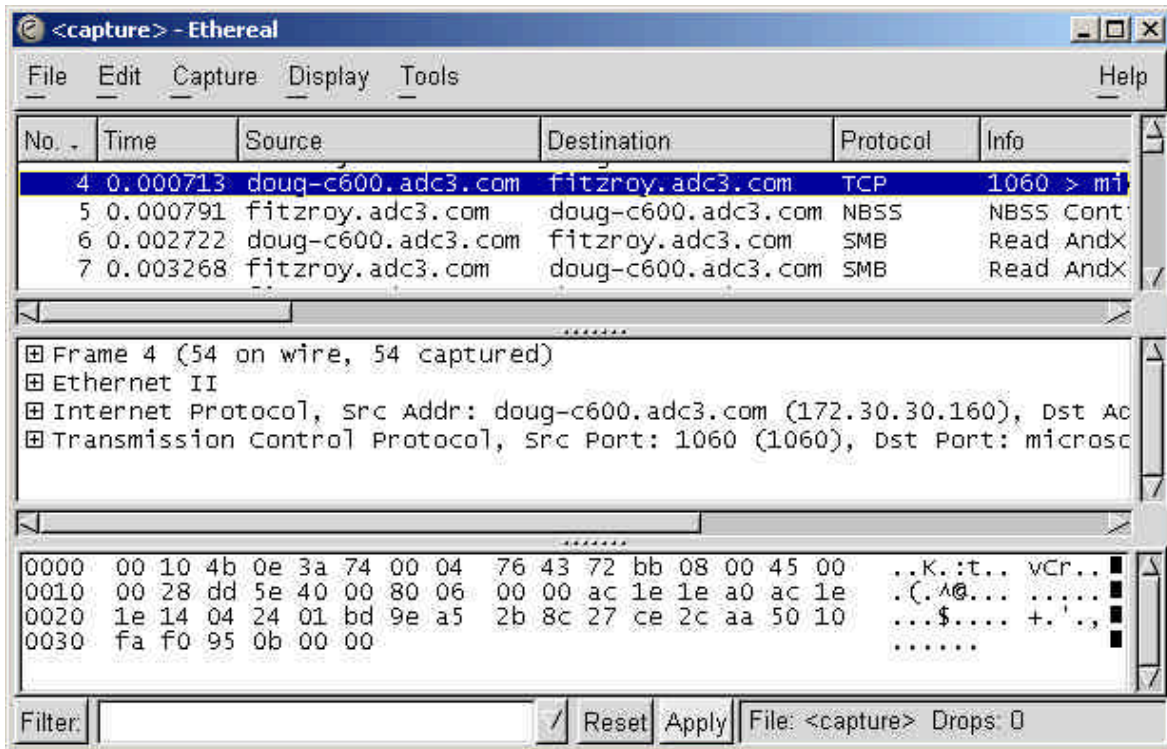 <capture> - Ethereal
File Edit Capture Display Tools Help
No. Time Source Destination Protocol Info
4 0.000713 doug-c600.adc3.com fitzroy.adc3.com TCP 1060 > mi
5 0.000791 fitzroy.adc3.com doug-c600.adc3.com NBSS NBSS Cont
6 0.002722 doug-c600.adc3.com fitzroy.adc3.com SMB Read AndX
7 0.003268 fitzroy.adc3.com doug-c600.adc3.com SMB Read AndX
Frame 4 (54 on wire, 54 captured)
Ethernet II
Internet Protocol, Src Addr: doug-c600.adc3.com (172.30.30.160), Dst Ad
Transmission Control Protocol, Src Port: 1060 (1060), Dst Port: microso
0000 00 10 4b 0e 3a 74 00 04 76 43 72 bb 08 00 45 00 ..K.:t.. vCr..
0010 00 28 dd 5e 40 00 80 06 00 00 ac 1e 1e a0 ac 1e .(.^@... ......
0020 1e 14 04 24 01 bd 9e a5 2b 8c 27 ce 2c aa 50 10 ...$.... +.'.,
0030 fa f0 95 0b 00 00 ......
Filter: Reset Apply File: <capture> Drops: 0